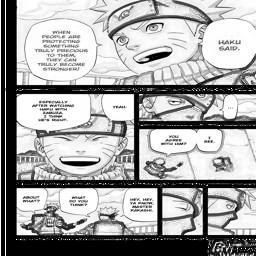 WHEN
PEOPLE ARE
PROTECTING
SOMETHING
TRULY PRECIOUS
TO THEM,
THEY CAN
TRULY BECOME
STRONGER!
HAKU
SAID.
ESPECIALLY
AFTER WATCHING
HAKU WITH
ZABUZA,
I THINK
HE'S RIGHT.
YEAH.
...
YOU
AGREE
WITH HIM?
I
SEE.
ABOUT
WHAT?
WHAT
DO YOU
THINK?
HEY, HEY,
YA KNOW,
MASTER
KAKASHI.